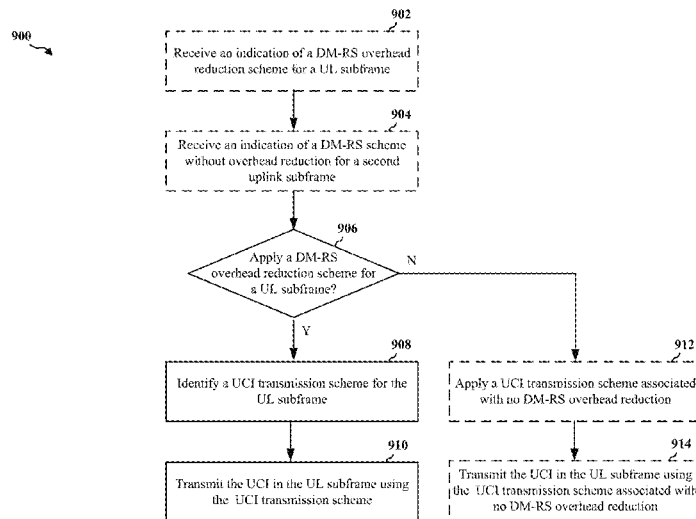 902
900
Receive an indication of a DM-RS overhead
reduction scheme for a UL subframe
904
Receive an indication of a DM-RS scheme
without overhead reduction for a second
uplink subframe
906
Apply a DM-RS
overhead reduction scheme for
a UL subframe?
N
Y
908
Identify a UCI transmission scheme for the
UL subframe
912
Apply a UCI transmission scheme associated
with no DM-RS overhead reduction
910
Transmit the UCI in the UL subframe using
the UCI transmission scheme
914
Transmit the UCI in the UL subframe using
the UCI transmission scheme associated with
no DM-RS overhead reduction